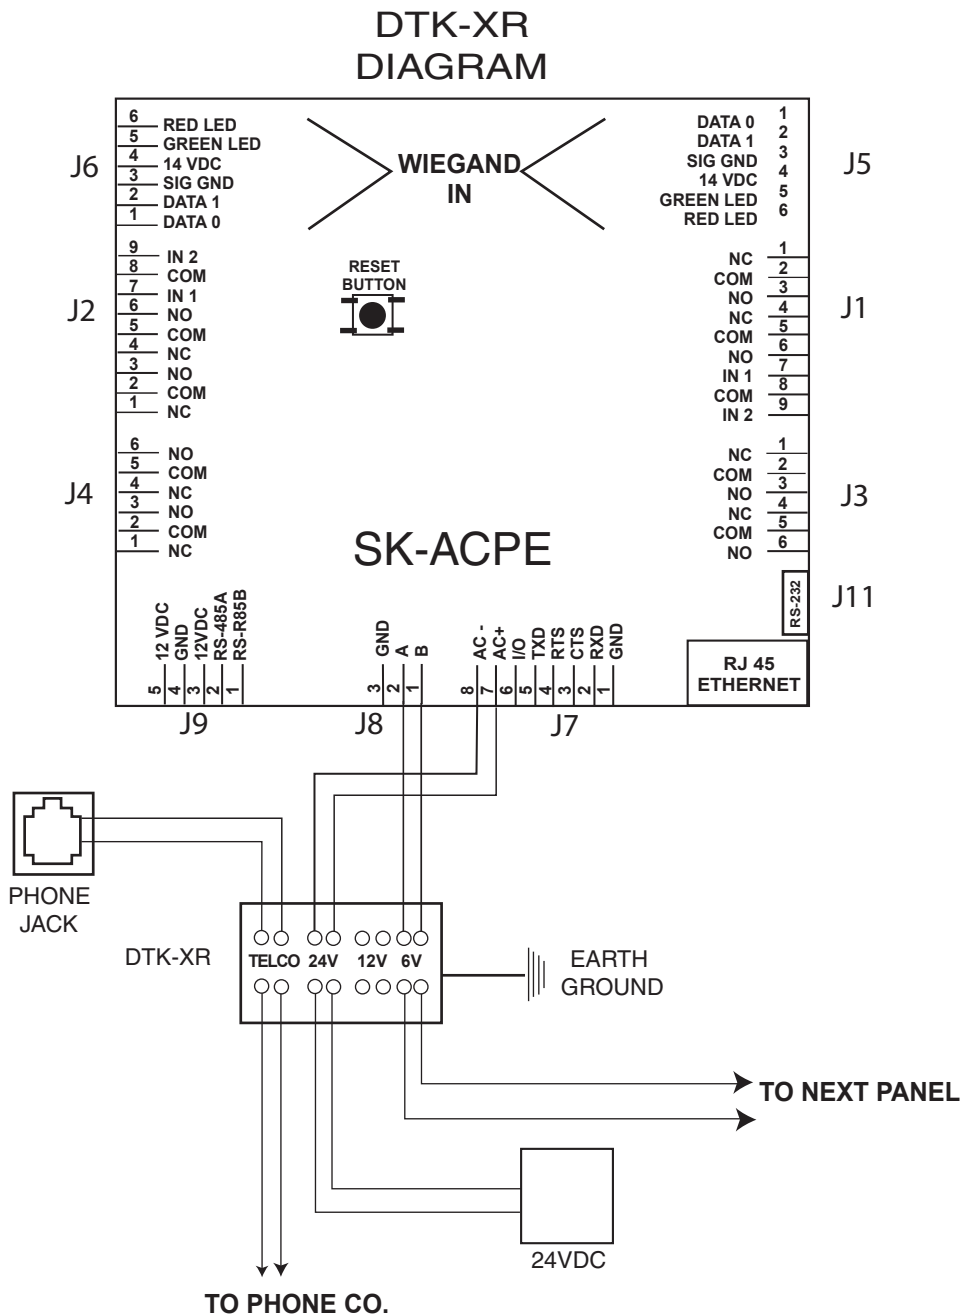 DTK-XR
DIAGRAM
J6
6 RED LED
5 GREEN LED
4 14 VDC
3 SIG GND
2 DATA 1
1 DATA 0
WIEGAND
IN
DATA 0 1
DATA 1 2
SIG GND 3
14 VDC 4
GREEN LED 5
RED LED 6
J5
J2
9 IN 2
8 COM
7 IN 1
6 NO
5 COM
4 NC
3 NO
2 COM
1 NC
RESET
BUTTON
NC 1
COM 2
NO 3
NC 4
COM 5
NO 6
IN 1 7
COM 8
IN 2 9
J1
J4
6 NO
5 COM
4 NC
3 NO
2 COM
1 NC
SK-ACPE
NC 1
COM 2
NO 3
NC 4
COM 5
NO 6
J3
RS-232
J11
RJ 45
ETHERNET
5 12 VDC
4 GND
3 12VDC
2 RS-485A
1 RS-R85B
J9
3 GND
2 A
1 B
J8
8 AC -
7 AC+
6 I/O
5 TXD
4 RTS
3 CTS
2 RXD
1 GND
J7
PHONE
JACK
DTK-XR
TELCO 24V 12V 6V
EARTH
GROUND
TO NEXT PANEL
24VDC
TO PHONE CO.